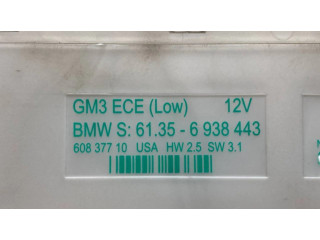 GM3 ECE (Low) 12V
BMW S: 61.35 - 6 938 443
608 377 10 USA HW 2.5 SW 3.1